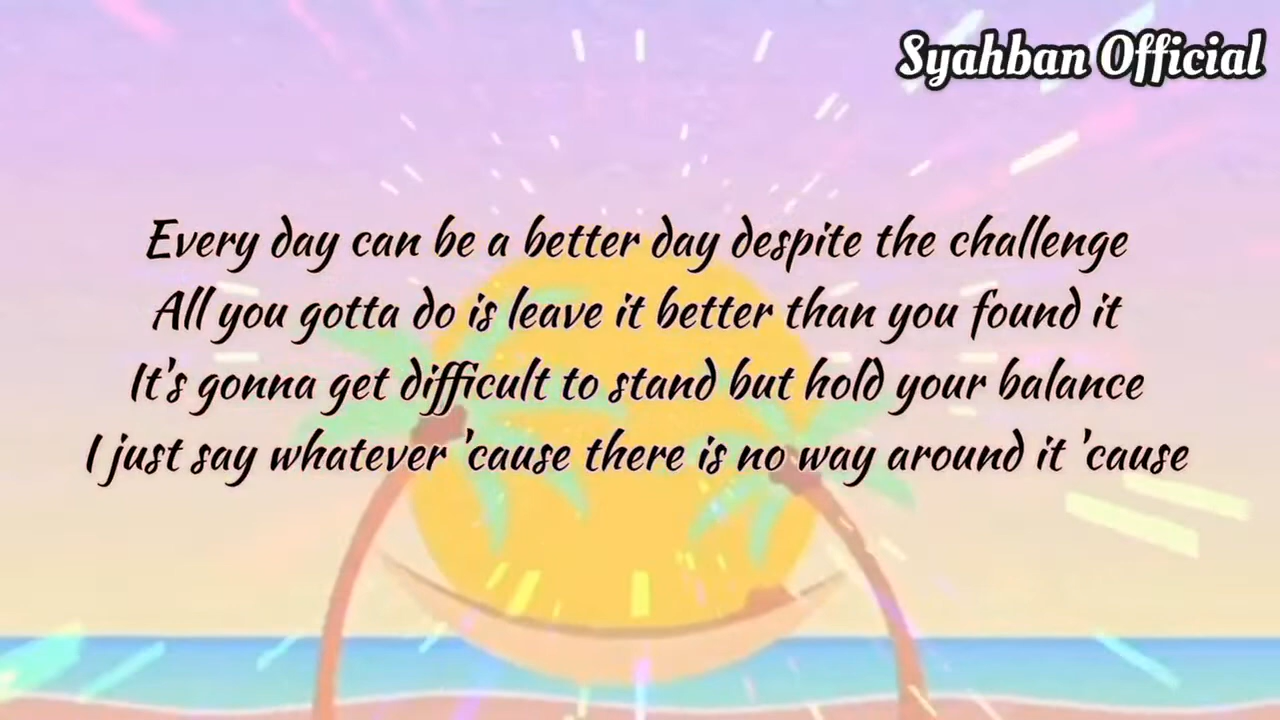 Syahban Official
Every day can be a better day despite the challenge
All you gotta do is leave it better than you found it
It's gonna get difficult to stand but hold your balance
I just say whatever 'cause there is no way around it 'cause